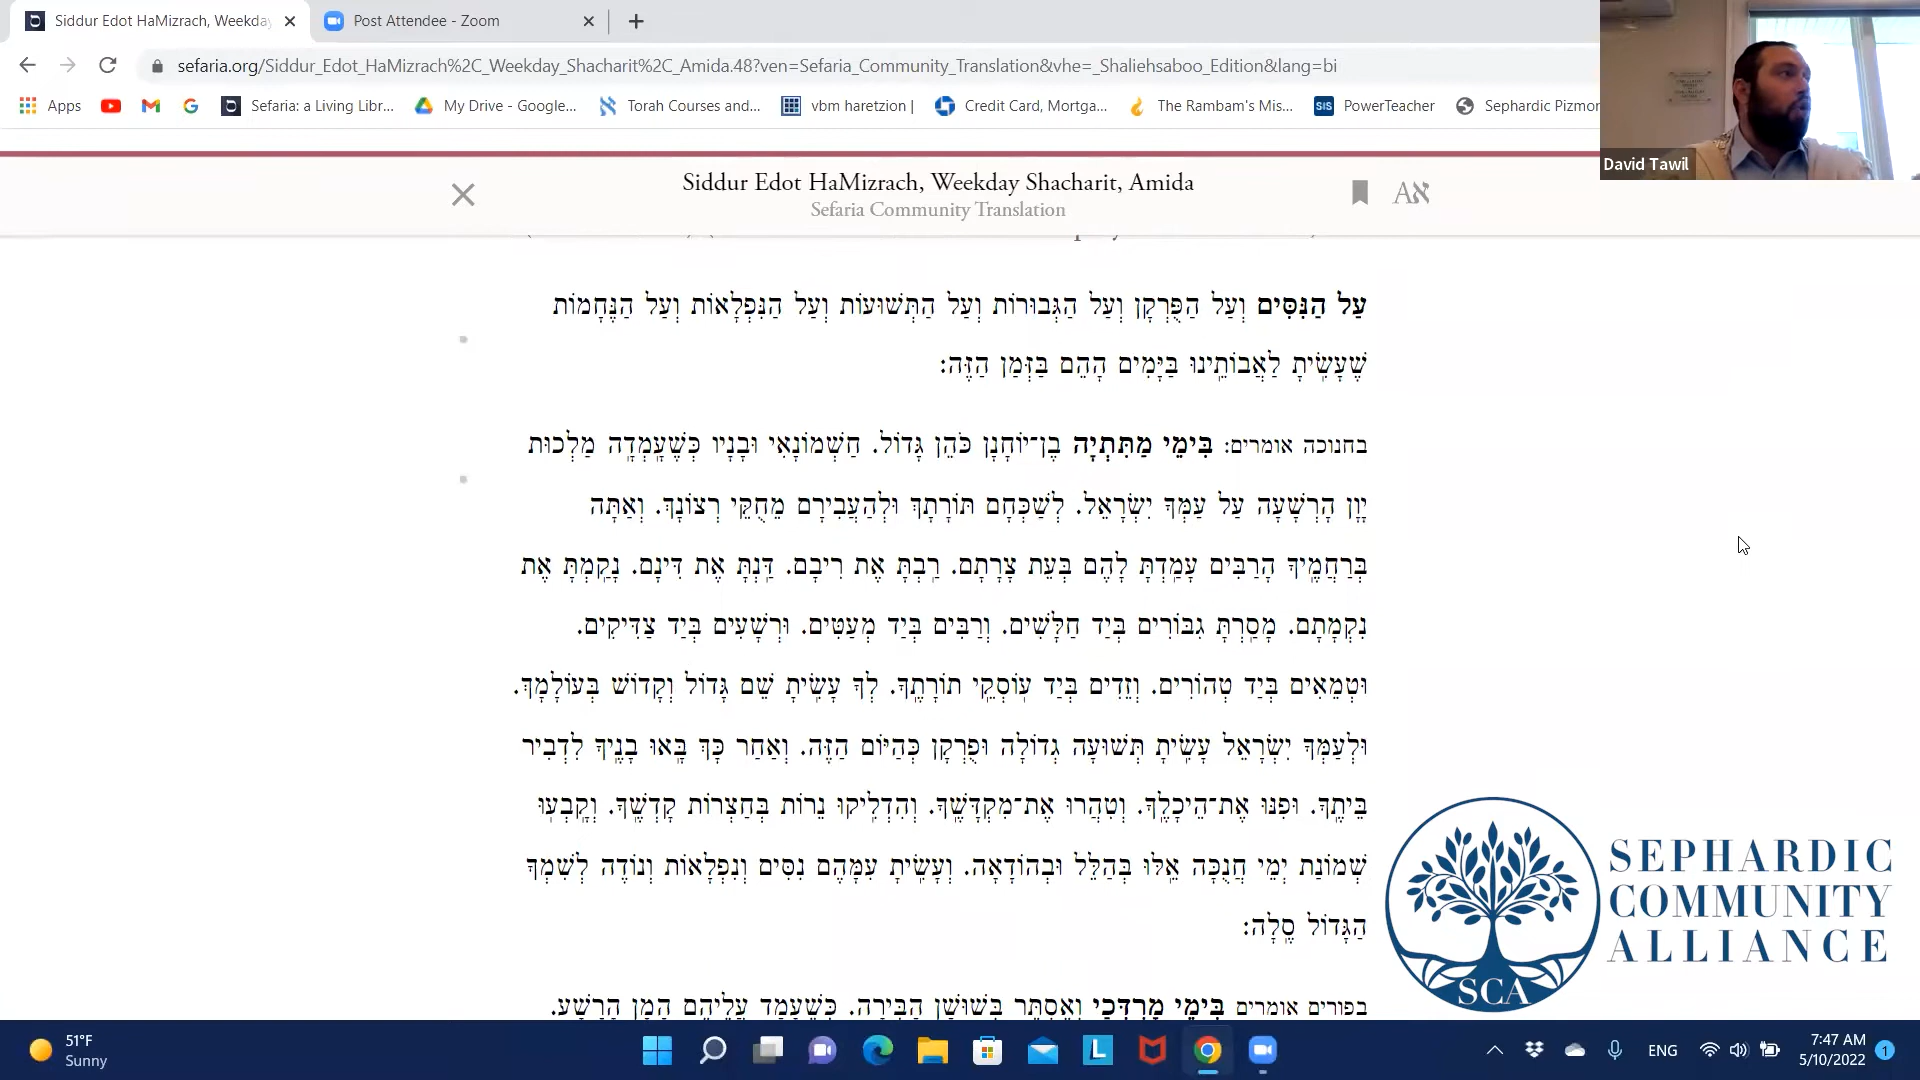 Siddur Edot HaMizrach, Weekda
Post Attendee - Zoom
sefaria.org/Siddur_Edot_HaMizrach%2C_Weekday_Shacharit%2C_Amida.48?ven=Sefaria_Community_Translation&vhe=_Shaliehsaboo_Edition&lang=bi
Apps
Sefaria: a Living Libr...
My Drive - Google...
Torah Courses and...
vbm haretzion |
Credit Card, Mortga...
The Rambam's Mis...
SIS PowerTeacher
Sephardic Pizmor
David Tawil
Siddur Edot HaMizrach, Weekday Shacharit, Amida
Sefaria Community Translation
Aא
עַל הַנִּסִּים וְעַל הַפֻּרְקָן וְעַל הַגְּבוּרוֹת וְעַל הַתְּשׁוּעוֹת וְעַל הַנִּפְלָאוֹת וְעַל הַנֶּחָמוֹת
שֶׁעָשִֽׂיתָ לַאֲבוֹתֵֽינוּ בַּיָּמִים הָהֵם בַּזְּמַן הַזֶּה:
בחנוכה אומרים: בִּימֵי מַתִּתְיָה בֶן־יוֹחָנָן כֹּהֵן גָּדוֹל. חַשְׁמוֹנָאִי וּבָנָיו כְּשֶׁעָֽמְדָה מַלְכוּת
יָוָן הָרְשָׁעָה עַל עַמְּךָ יִשְׂרָאֵל. לְשַׁכְּחָם תּוֹרָתָךְ וּלְהַעֲבִירָם מֵחֻקֵּי רְצוֹנָךְ. וְאַתָּה
בְּרַחֲמֶֽיךָ הָרַבִּים עָמַֽדְתָּ לָהֶם בְּעֵת צָרָתָם. רַֽבְתָּ אֶת רִיבָם. דַּֽנְתָּ אֶת דִּינָם. נָקַֽמְתָּ אֶת
נִקְמָתָם. מָסַֽרְתָּ גִבּוֹרִים בְּיַד חַלָּשִׁים. וְרַבִּים בְּיַד מְעַטִּים. וּרְשָׁעִים בְּיַד צַדִּיקִים.
וּטְמֵאִים בְּיַד טְהוֹרִים. וְזֵדִים בְּיַד עֽוֹסְקֵי תוֹרָתֶֽךָ. לְךָ עָשִֽׂיתָ שֵׁם גָּדוֹל וְקָדוֹשׁ בְּעוֹלָמָךְ.
וּלְעַמְּךָ יִשְׂרָאֵל עָשִֽׂיתָ תְּשׁוּעָה גְדוֹלָה וּפֻרְקָן כְּהַיּוֹם הַזֶּה. וְאַחַר כָּךְ בָּֽאוּ בָנֶֽיךָ לִדְבִיר
בֵּיתֶֽךָ. וּפִנּוּ אֶת־הֵיכָלֶֽךָ. וְטִהֲרוּ אֶת־מִקְדָּשֶֽׁךָ. וְהִדְלִֽיקוּ נֵרוֹת בְּחַצְרוֹת קָדְשֶֽׁךָ. וְקָֽבְעוּ
שְׁמוֹנַת יְמֵי חֲנֻכָּה אֵֽלּוּ בְּהַלֵּל וּבְהוֹדָאָה. וְעָשִֽׂיתָ עִמָּהֶם נִסִּים וְנִפְלָאוֹת וְנוֹדֶה לְשִׁמְךָ
הַגָּדוֹל סֶֽלָה:
בפורים אומרים בִּימֵי מָרְדְּכַי וְאֶסְתֵּר בְּשׁוּשַׁן הַבִּירָה. כְּשֶׁעָמַד עֲלֵיהֶם הָמָן הָרָשָׁע.
SEPHARDIC
COMMUNITY
ALLIANCE
SCA
51°F
Sunny
ENG
7:47 AM
5/10/2022
1